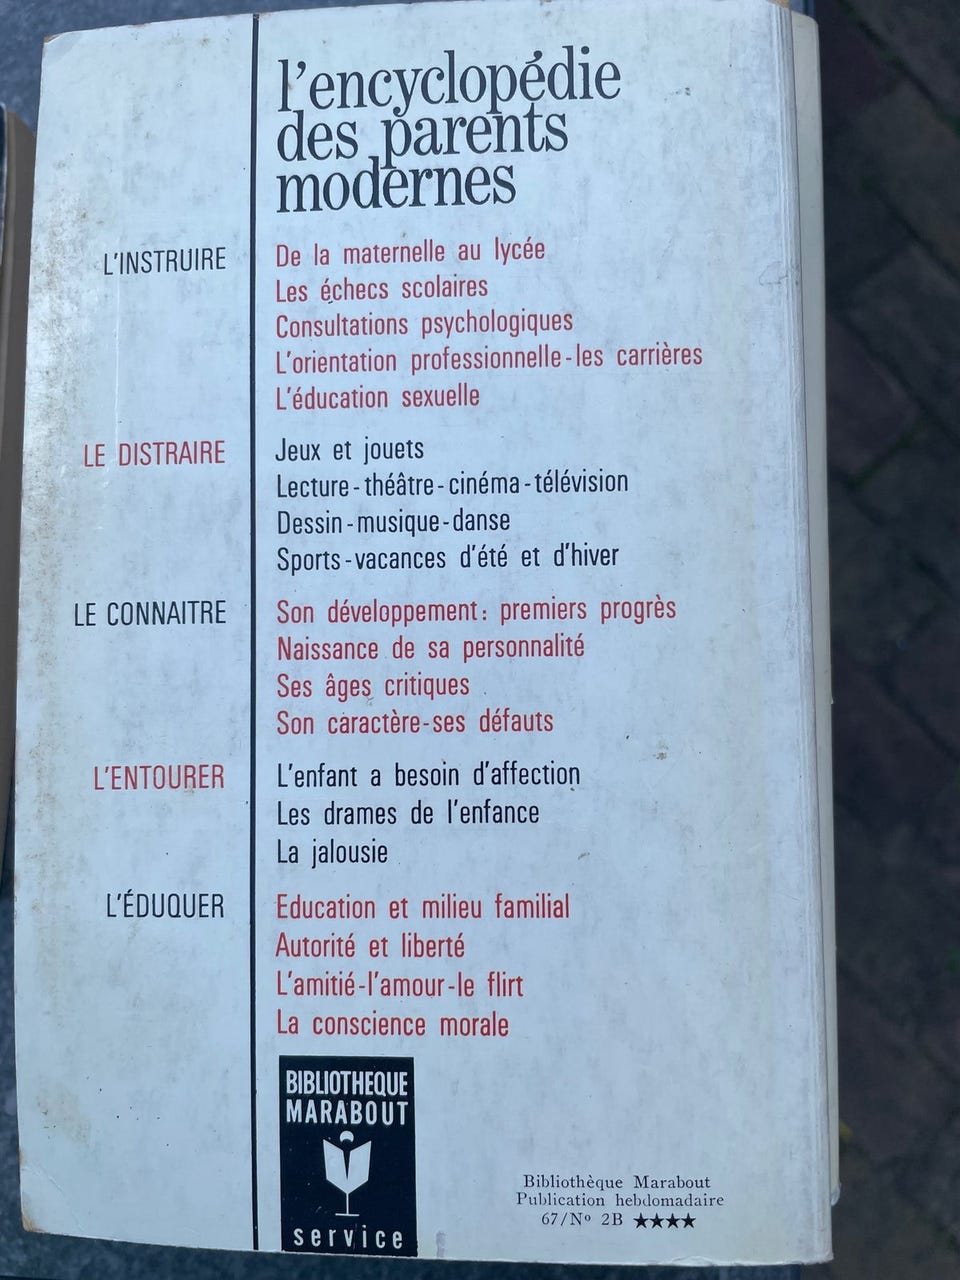 l'encyclopédie
des parents
modernes
L'INSTRUIRE
De la maternelle au lycée
Les échecs scolaires
Consultations psychologiques
L'orientation professionnelle - les carrières
L'éducation sexuelle
LE DISTRAIRE
Jeux et jouets
Lecture - théâtre - cinéma - télévision
Dessin - musique - danse
Sports - vacances d'été et d'hiver
LE CONNAITRE
Son développement : premiers progrès
Naissance de sa personnalité
Ses âges critiques
Son caractère - ses défauts
L'ENTOURER
L'enfant a besoin d'affection
Les drames de l'enfance
La jalousie
L'ÉDUQUER
Education et milieu familial
Autorité et liberté
L'amitié - l'amour - le flirt
La conscience morale
BIBLIOTHEQUE
MARABOUT
service
Bibliothèque Marabout
Publication hebdomadaire
67/Nº 2B ★★★★